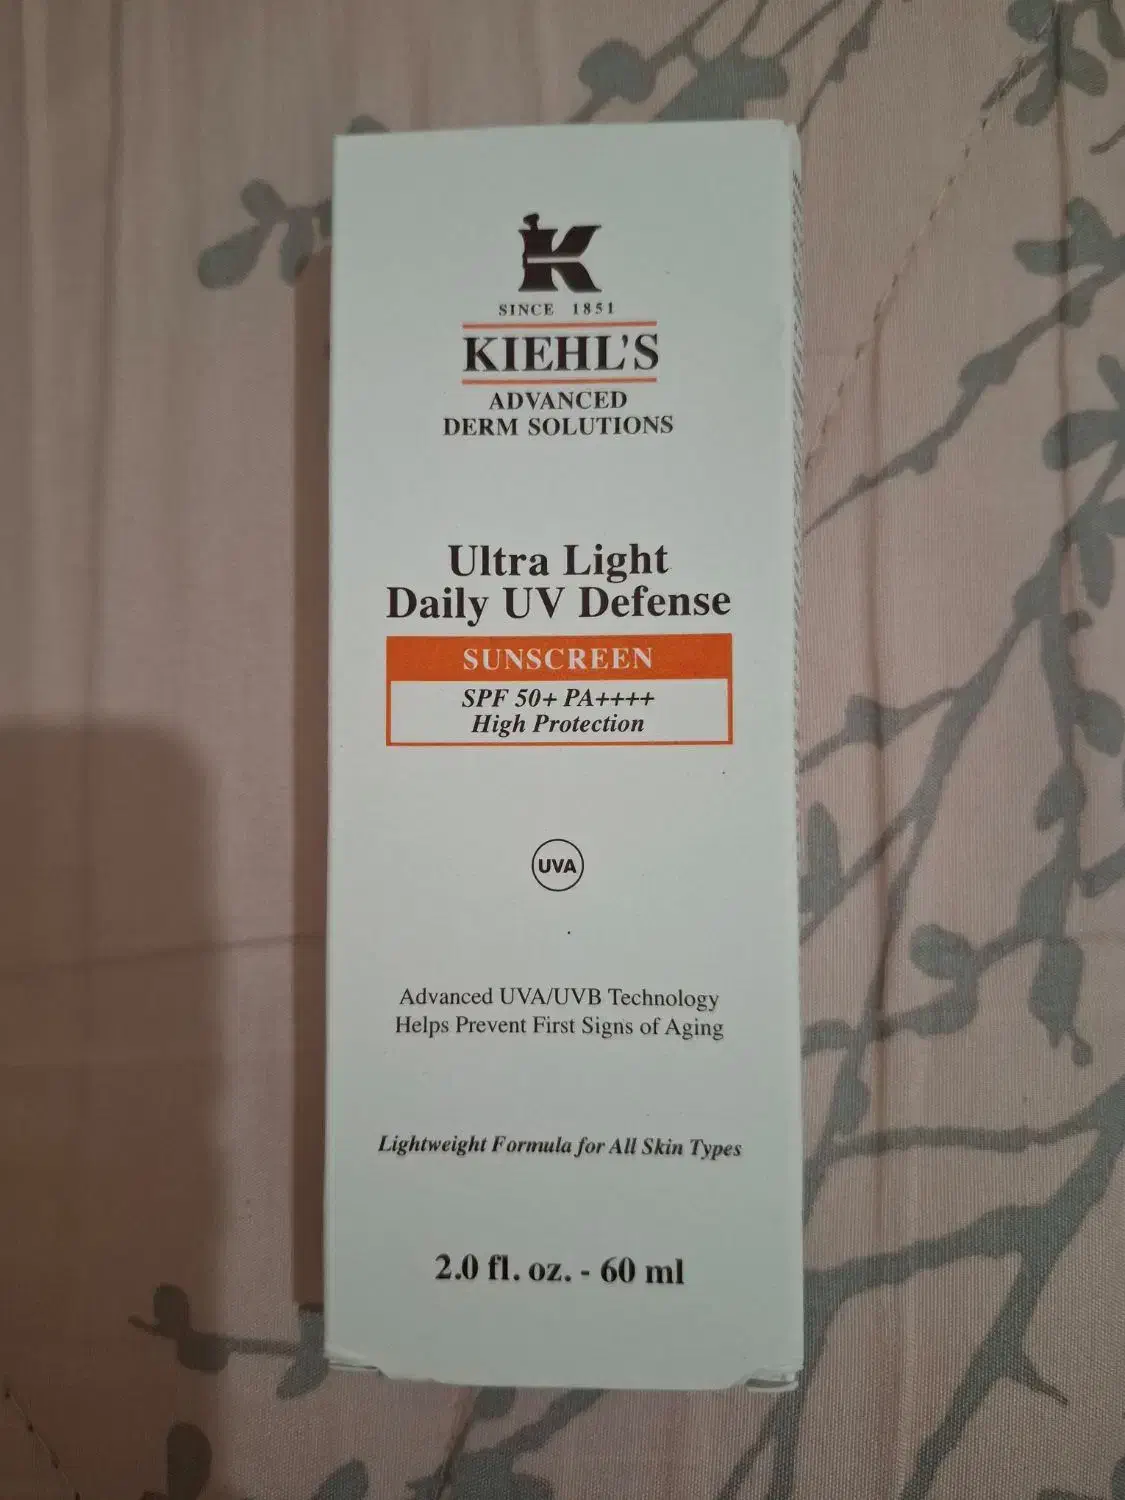 K
SINCE 1851
KIEHL'S
ADVANCED
DERM SOLUTIONS
Ultra Light
Daily UV Defense
SUNSCREEN
SPF 50+ PA++++
High Protection
UVA
Advanced UVA/UVB Technology
Helps Prevent First Signs of Aging
Lightweight Formula for All Skin Types
2.0 fl. oz. - 60 ml